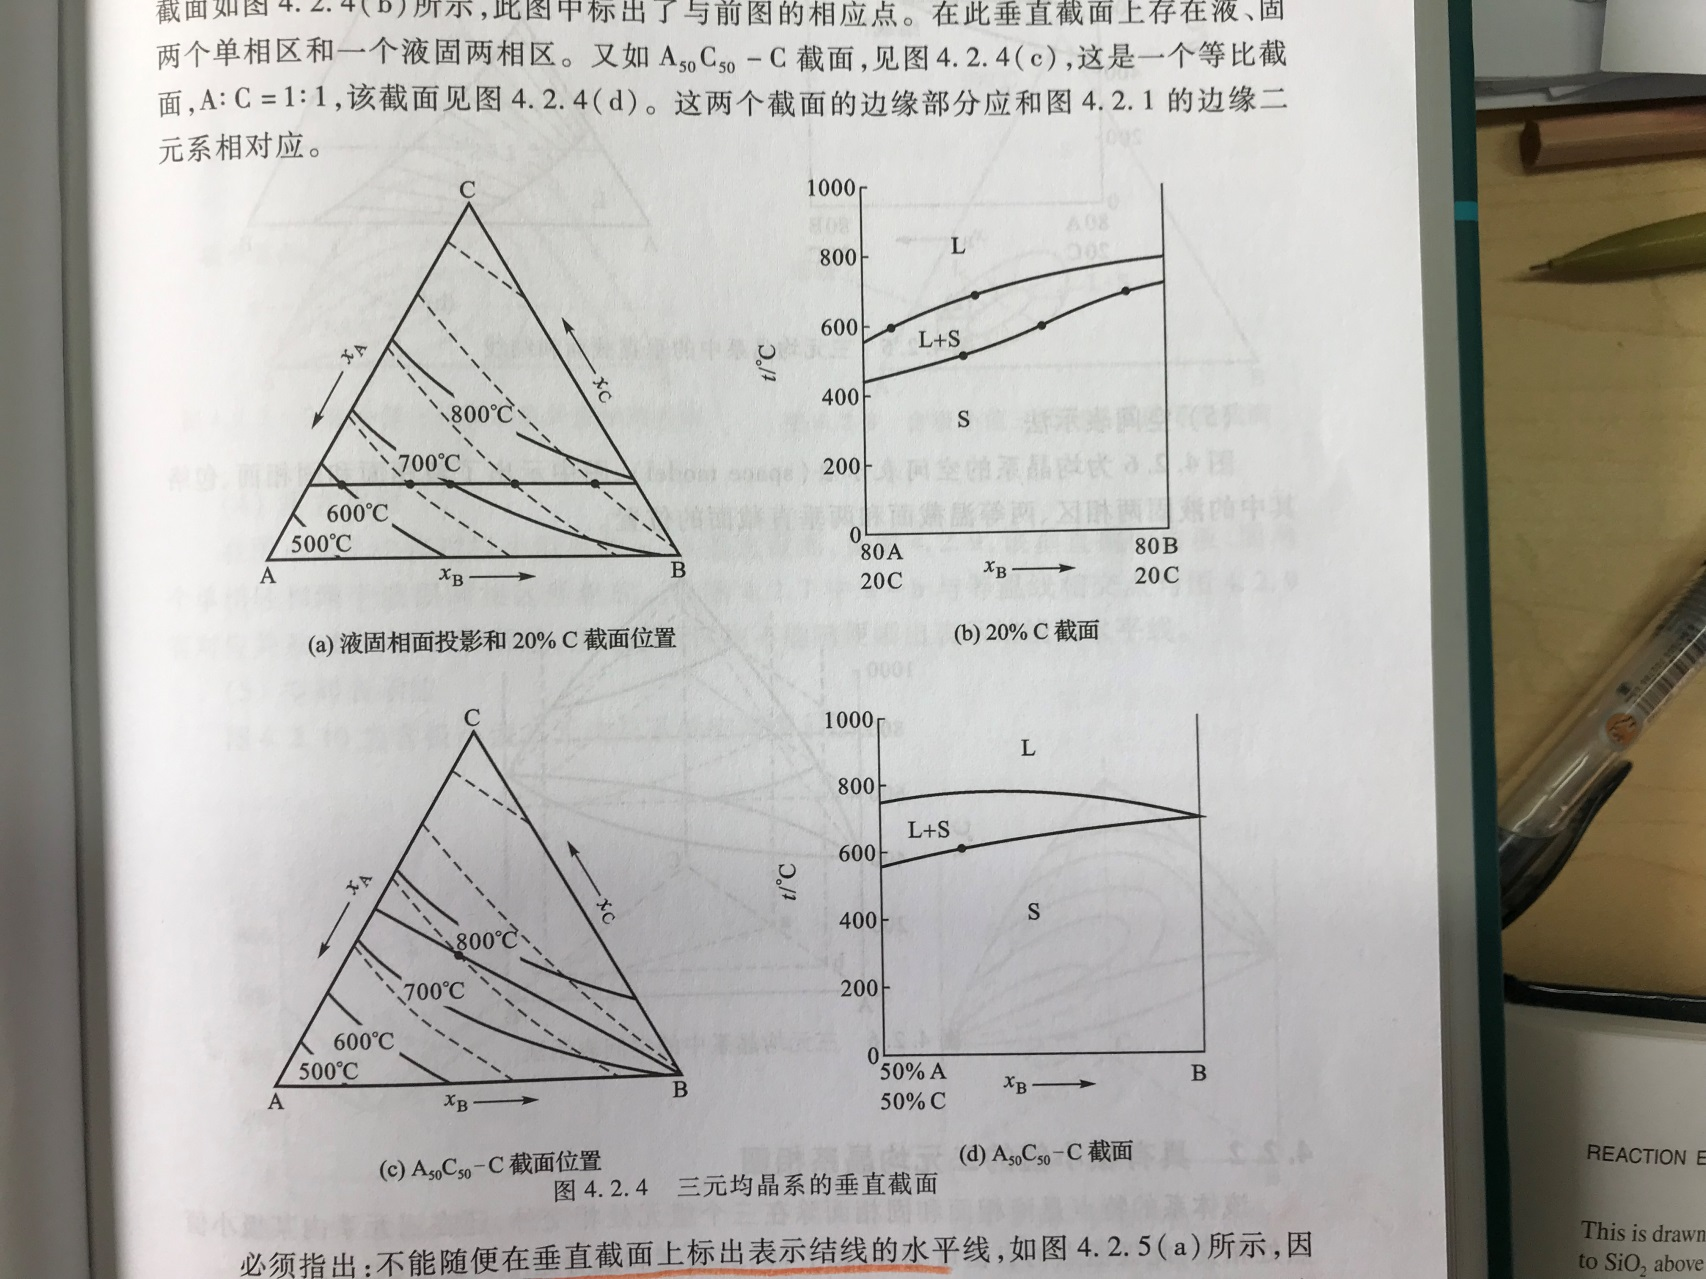 截面如图 4.2.4(b)所示,此图中标出了与前图的相应点。在此垂直截面上存在液、固
两个单相区和一个液固两相区。又如 A₅₀C₅₀ - C 截面,见图 4.2.4(c),这是一个等比截
面,A:C = 1:1,该截面见图 4.2.4(d)。这两个截面的边缘部分应和图 4.2.1 的边缘二
元系相对应。
C
xA
xC
800℃
700℃
600℃
500℃
A
xB
B
(a) 液固相面投影和 20% C 截面位置
1000
800
600
400
200
0
t/℃
L
L+S
S
80A
20C
xB
80B
20C
(b) 20% C 截面
C
xA
xC
800℃
700℃
600℃
500℃
A
xB
B
(c) A₅₀C₅₀-C 截面位置
1000
800
600
400
200
0
t/℃
L
L+S
S
50% A
50% C
xB
B
(d) A₅₀C₅₀-C 截面
图 4.2.4 三元均晶系的垂直截面
必须指出:不能随便在垂直截面上标出表示结线的水平线,如图 4.2.5(a)所示,因
REACTION
This is drawn
to SiO₂ above